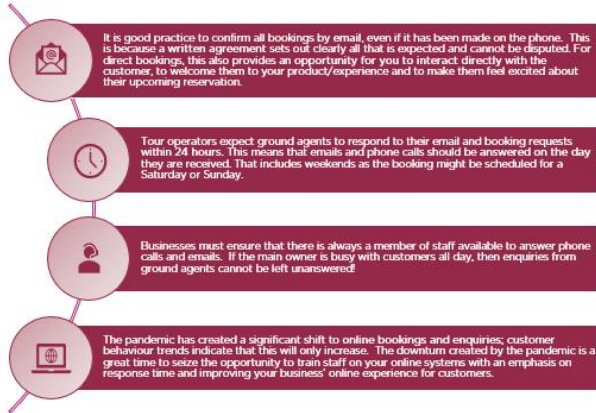 It is good practice to confirm all bookings by email, even if it has been made on the phone. This
is because a written agreement sets out clearly all that is expected and cannot be disputed. For
direct bookings, this also provides an opportunity for you to interact directly with the
customer, to welcome them to your product/experience and to make them feel excited about
their upcoming reservation.
Tour operators expect ground agents to respond to their email and booking requests
within 24 hours. This means that emails and phone calls should be answered on the day
they are received. That includes weekends as the booking might be scheduled for a
Saturday or Sunday.
Businesses must ensure that there is always a member of staff available to answer phone
calls and emails. If the main owner is busy with customers all day, then enquiries from
ground agents cannot be left unanswered!
The pandemic has created a significant shift to online bookings and enquiries; customer
behaviour trends indicate that this will only increase. The downturn created by the pandemic is a
great time to seize the opportunity to train staff on your online systems with an emphasis on
response time and improving your business' online experience for customers.